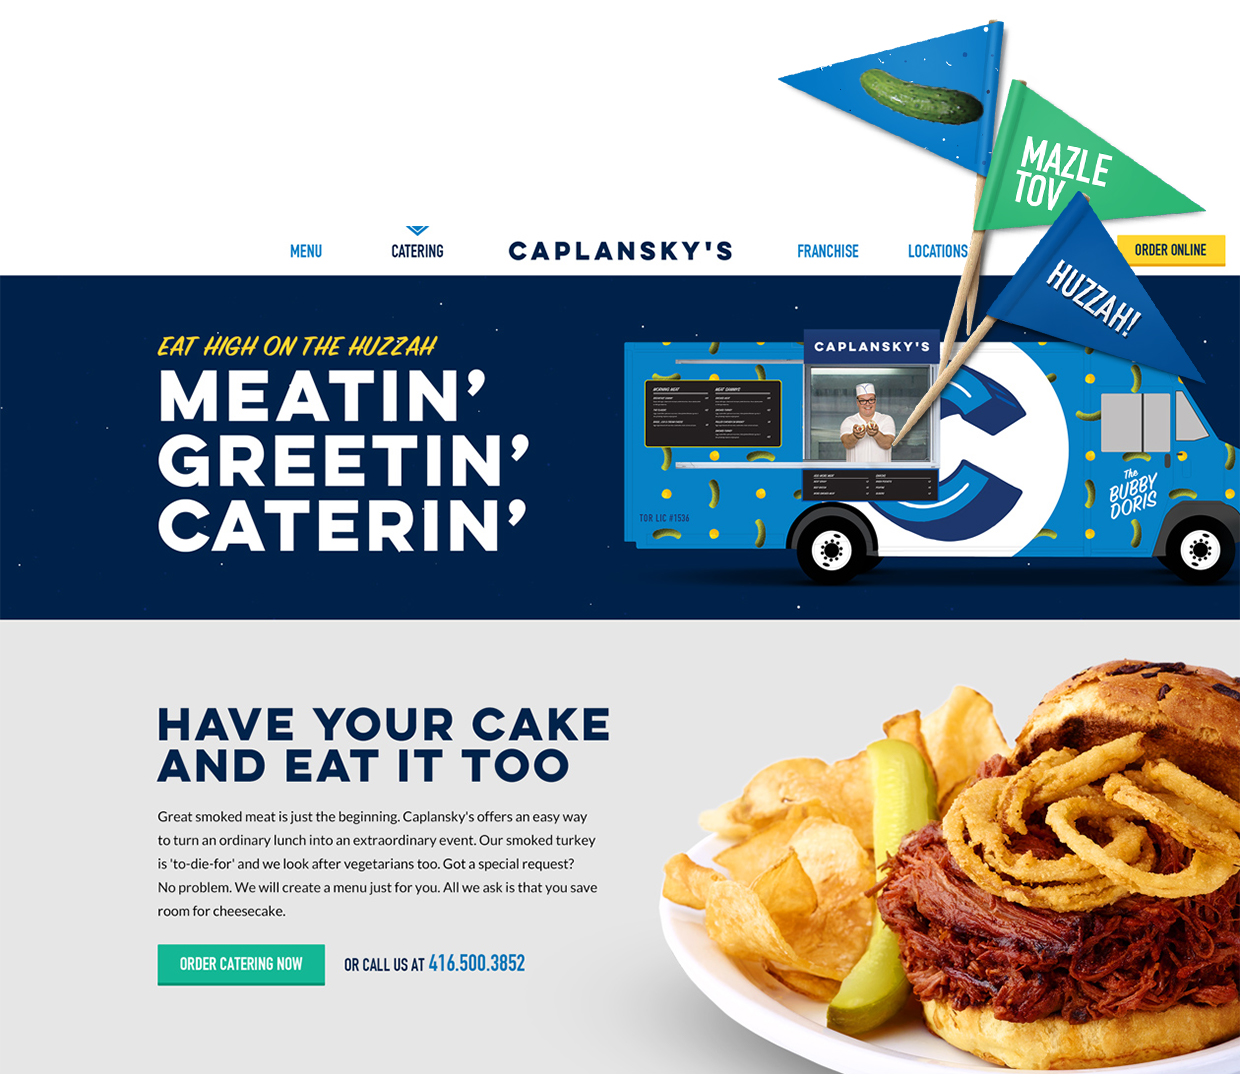 MAZLE
TOV
HUZZAH!
MENU
CATERING
CAPLANSKY'S
FRANCHISE
LOCATIONS
ORDER ONLINE
EAT HIGH ON THE HUZZAH
MEATIN’
GREETIN’
CATERIN’
CAPLANSKY'S
MORNING MEAT
The
BUBBY
DORIS
TOR LIC #1536
HAVE YOUR CAKE
AND EAT IT TOO
Great smoked meat is just the beginning. Caplansky's offers an easy way
to turn an ordinary lunch into an extraordinary event. Our smoked turkey
is 'to-die-for' and we look after vegetarians too. Got a special request?
No problem. We will create a menu just for you. All we ask is that you save
room for cheesecake.
ORDER CATERING NOW
OR CALL US AT 416.500.3852